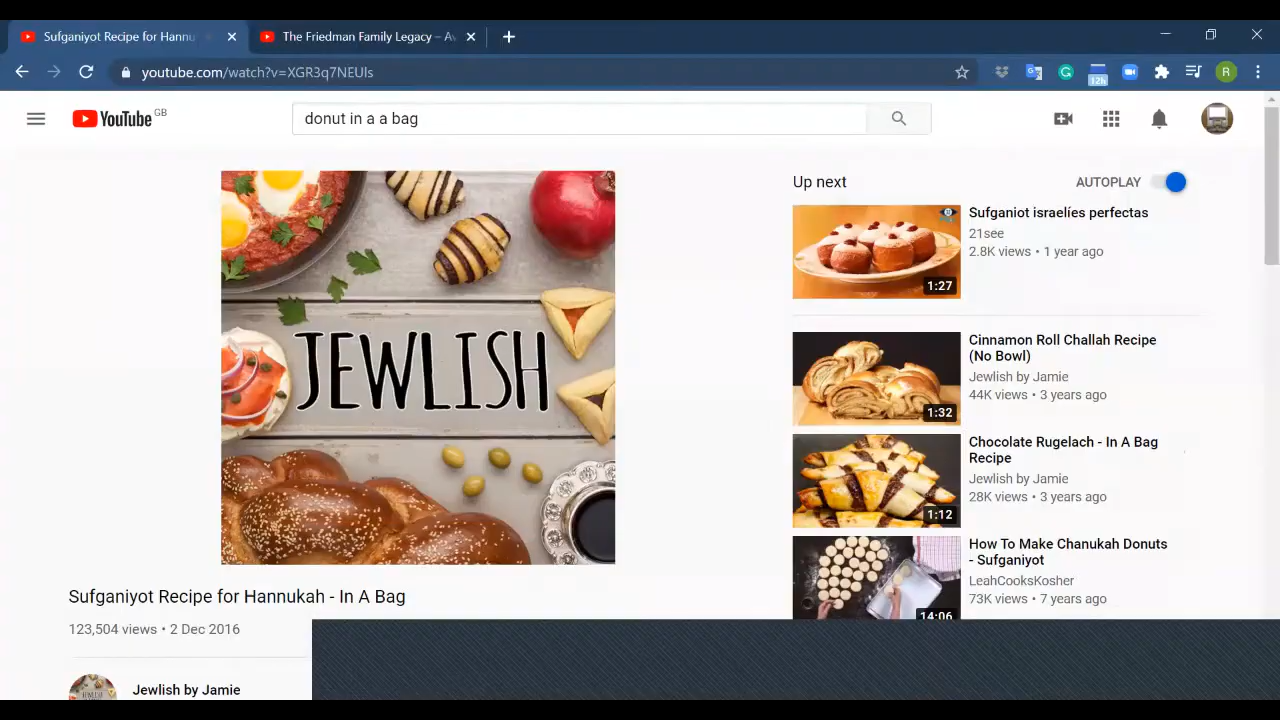 Sufganiyot Recipe for Hannu
The Friedman Family Legacy – Av
youtube.com/watch?v=XGR3q7NEUIs
12h
R
YouTube GB
donut in a a bag
JEWLISH
Up next
AUTOPLAY
Sufganiot israelíes perfectas
21see
2.8K views • 1 year ago
1:27
Cinnamon Roll Challah Recipe
(No Bowl)
Jewlish by Jamie
44K views • 3 years ago
1:32
Chocolate Rugelach - In A Bag
Recipe
Jewlish by Jamie
28K views • 3 years ago
1:12
How To Make Chanukah Donuts
- Sufganiyot
LeahCooksKosher
73K views • 7 years ago
14:06
Sufganiyot Recipe for Hannukah - In A Bag
123,504 views • 2 Dec 2016
Jewlish by Jamie